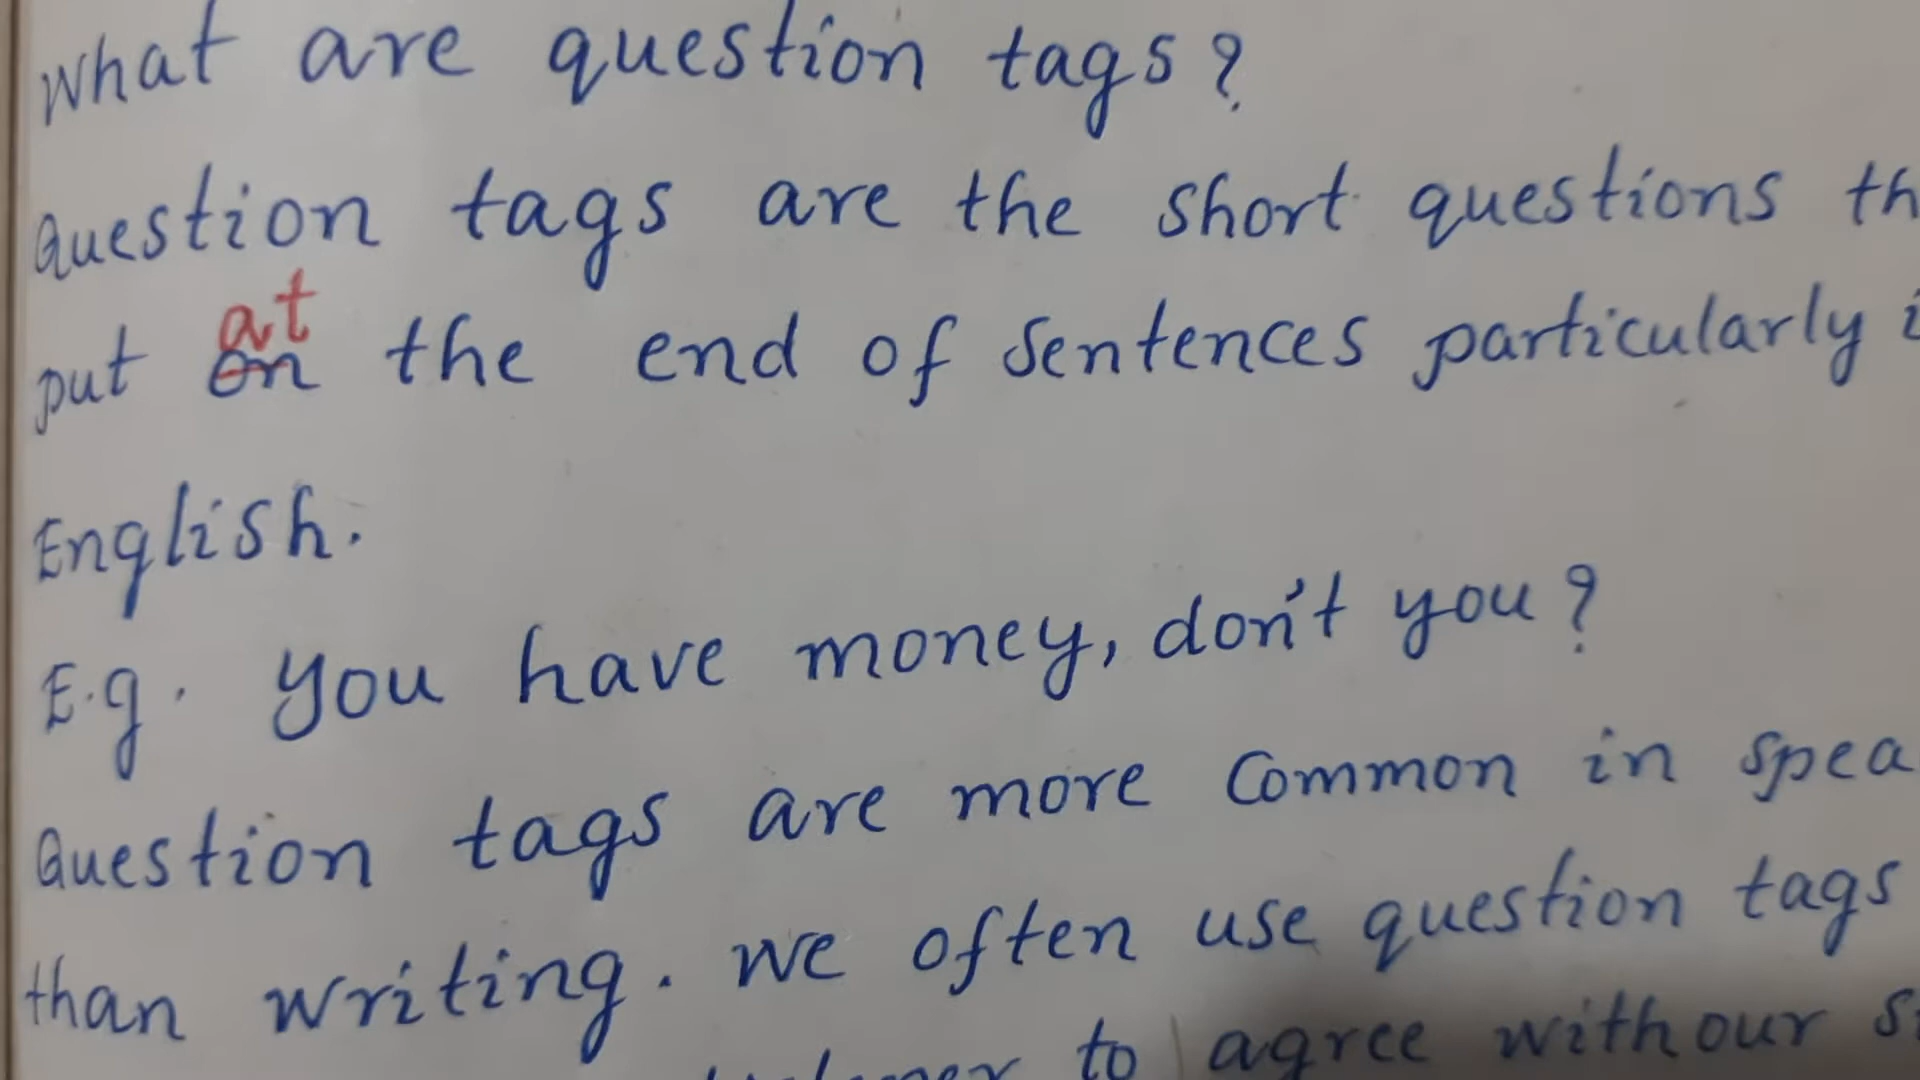 What are question tags?
Question tags are the short questions th
at
put on the end of sentences particularly i
English.
E.g. You have money, don't you?
Question tags are more common in spea
than writing. We often use question tags
to agree with our s